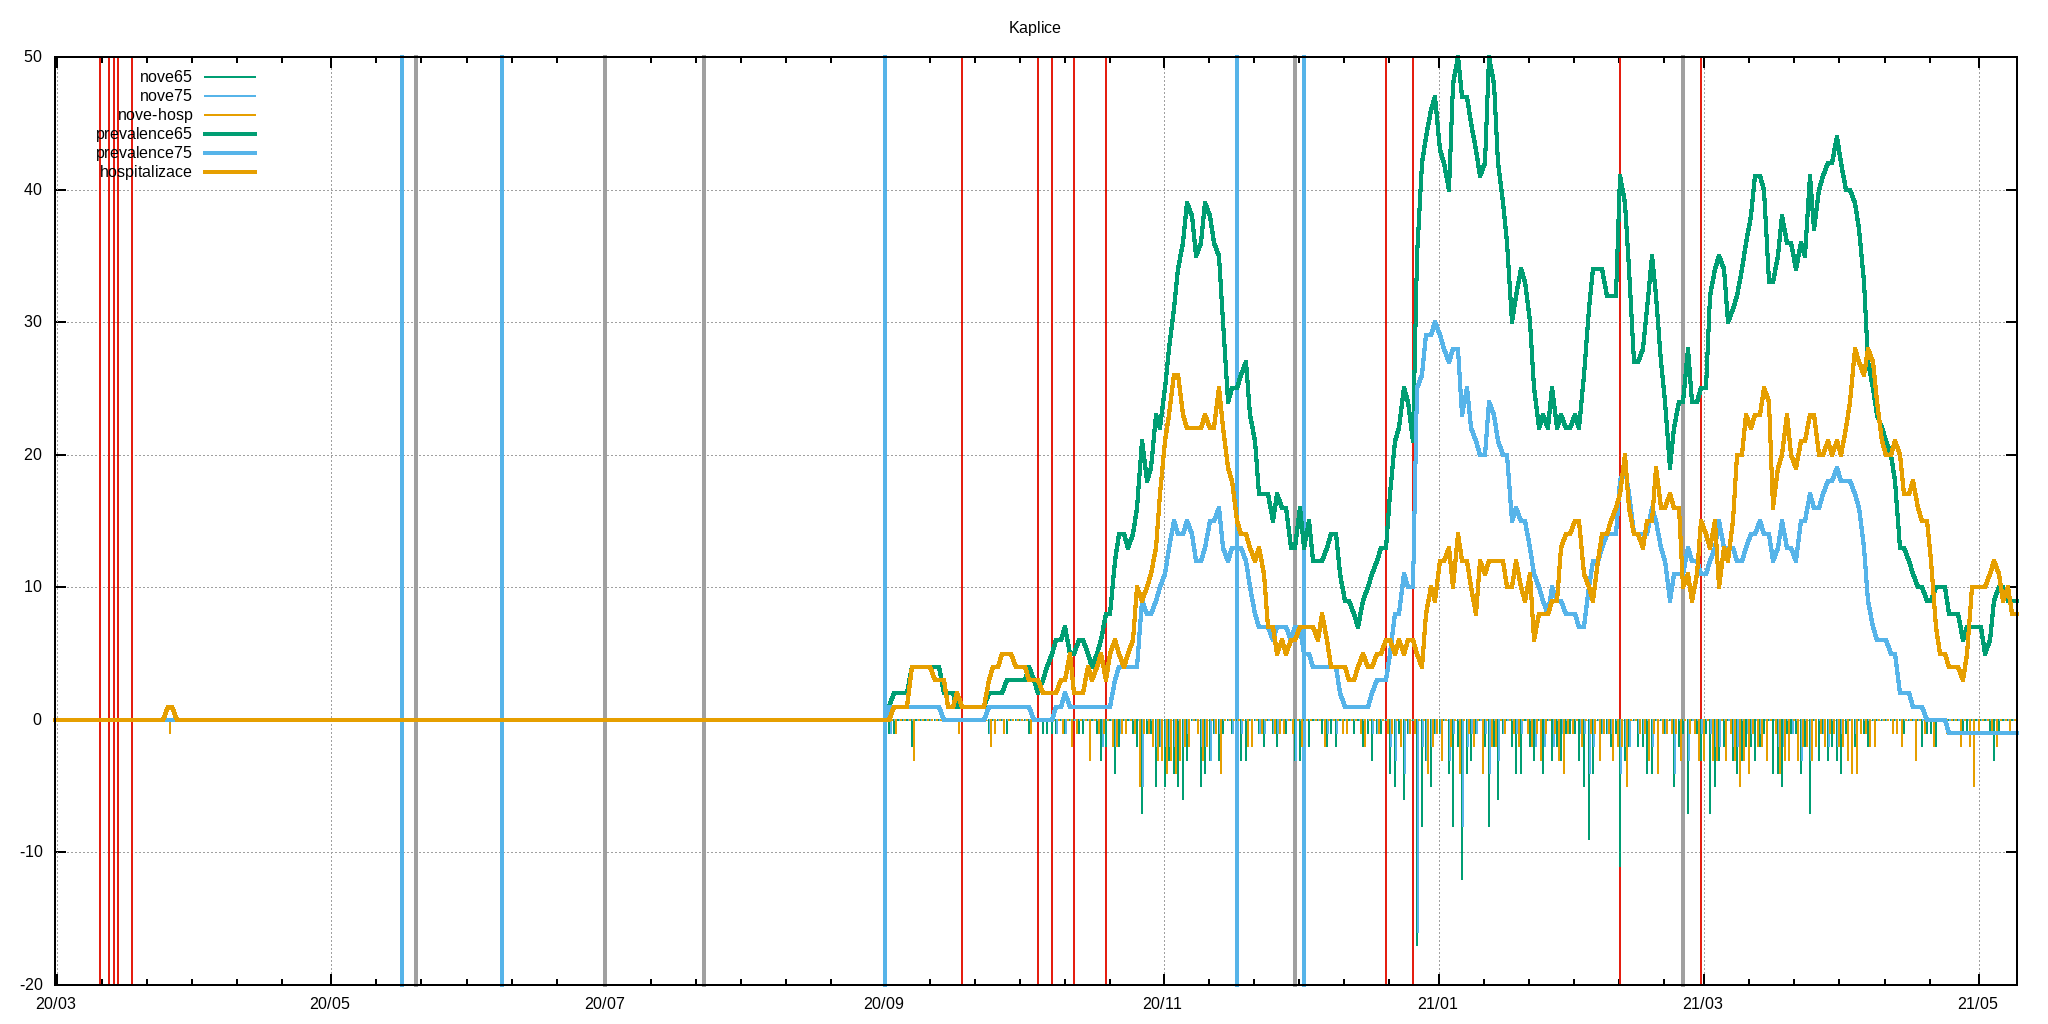 Kaplice
50
nove65
nove75
nove-hosp
prevalence65
prevalence75
hospitalizace
40
30
20
10
0
-10
-20
20/03 20/05 20/07 20/09 20/11 21/01 21/03 21/05